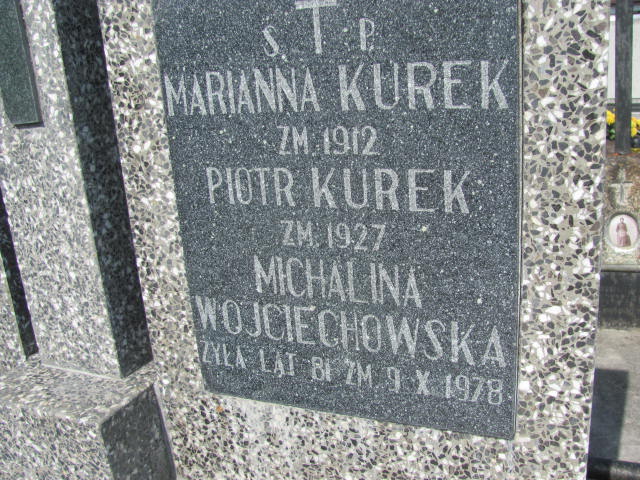 S. P.
MARIANNA KUREK
ZM. 1912
PIOTR KUREK
ZM. 1927
MICHALINA
WOJCIECHOWSKA
ŻYŁA LAT 81 ZM. 9.X.1978